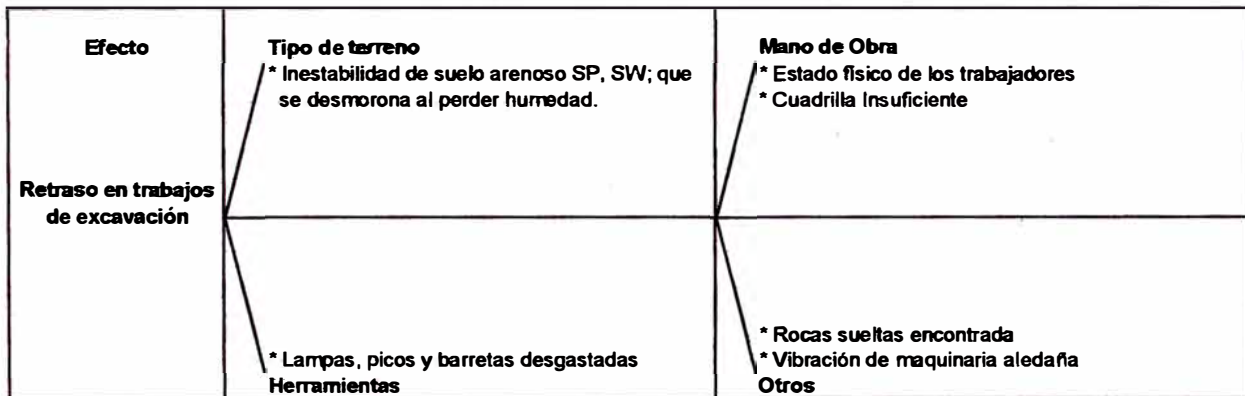 Efecto
Tipo de terreno
* Inestabilidad de suelo arenoso SP, SW; que
se desmorona al perder humedad.
Mano de Obra
* Estado físico de los trabajadores
* Cuadrilla Insuficiente
Retraso en trabajos
de excavación
* Lampas, picos y barretas desgastadas
Herramientas
* Rocas sueltas encontrada
* Vibración de maquinaria aledaña
Otros